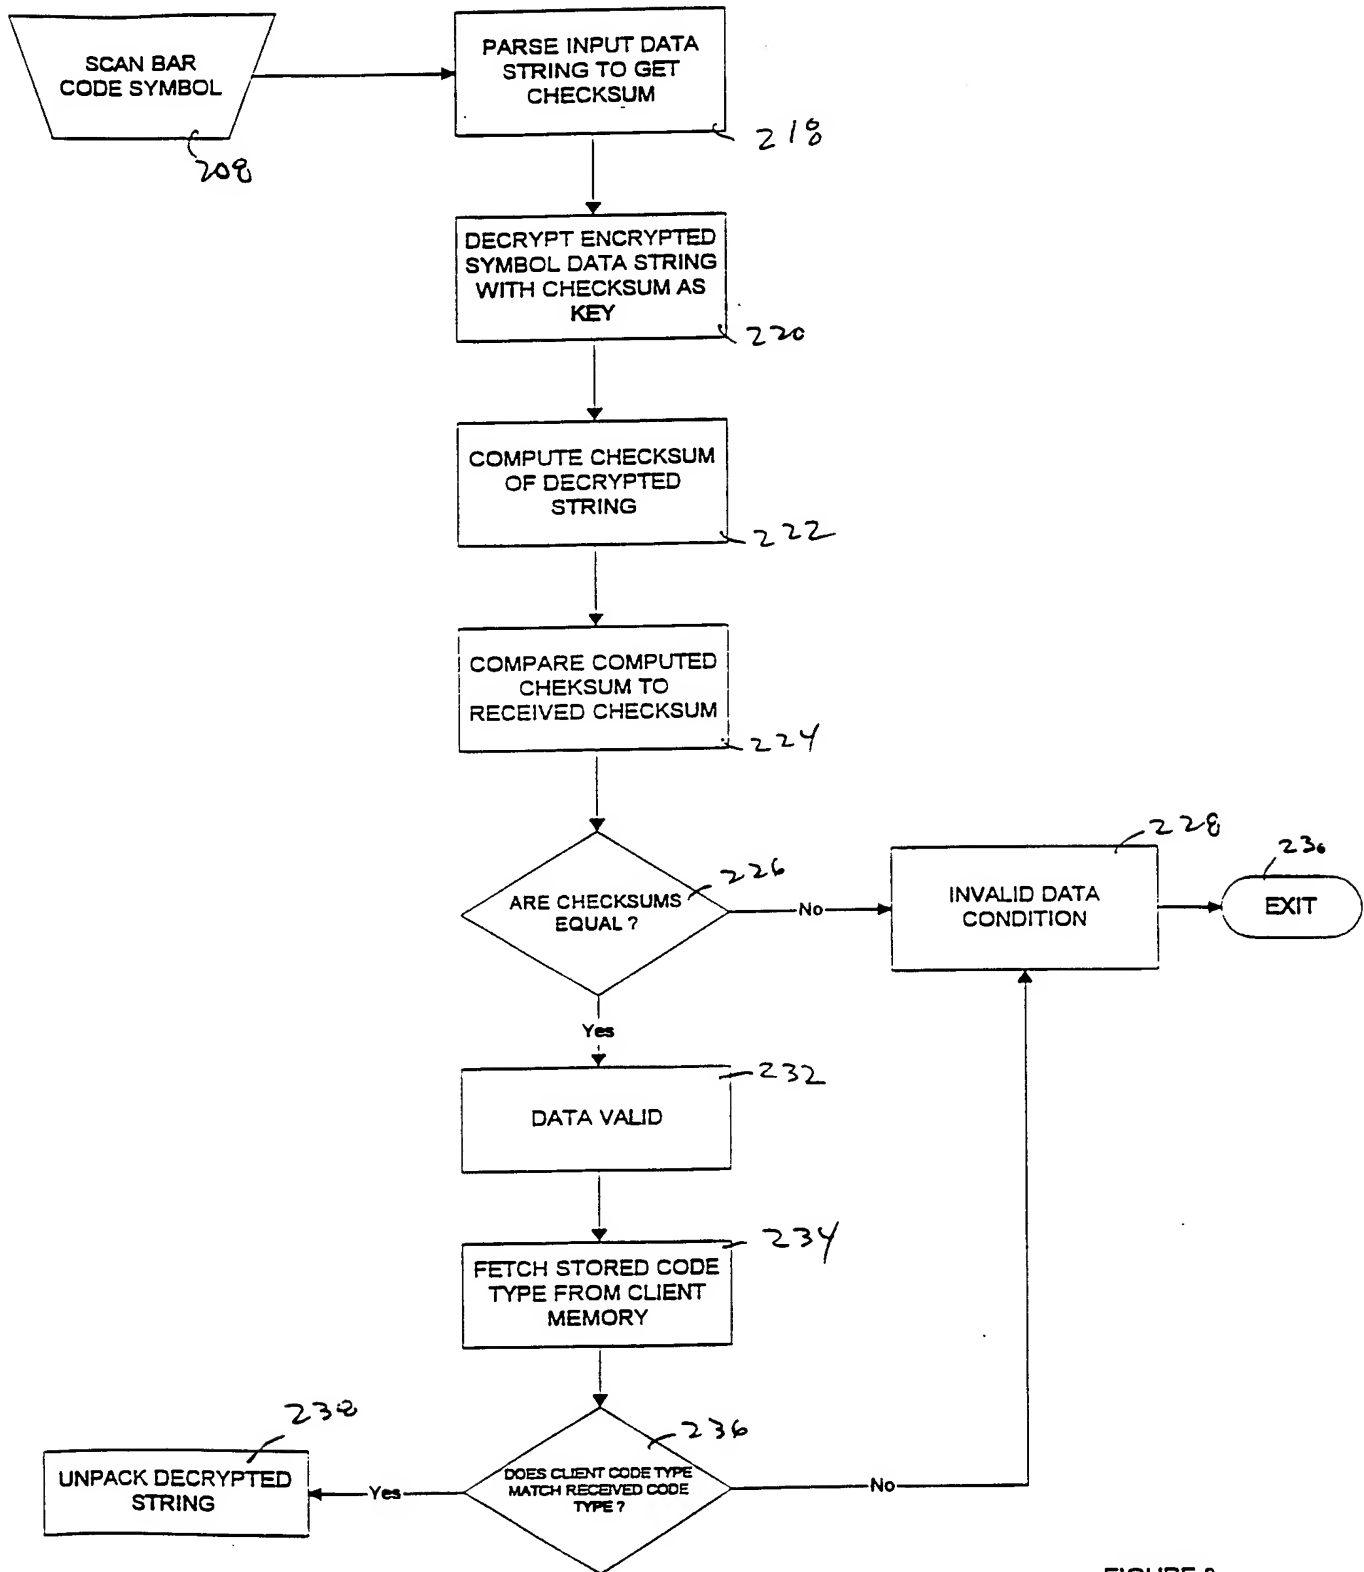 SCAN BAR
CODE SYMBOL
208
PARSE INPUT DATA
STRING TO GET
CHECKSUM
218
DECRYPT ENCRYPTED
SYMBOL DATA STRING
WITH CHECKSUM AS
KEY
220
COMPUTE CHECKSUM
OF DECRYPTED
STRING
222
COMPARE COMPUTED
CHEKSUM TO
RECEIVED CHECKSUM
224
ARE CHECKSUMS
EQUAL ?
226
No
INVALID DATA
CONDITION
228
EXIT
230
Yes
DATA VALID
232
FETCH STORED CODE
TYPE FROM CLIENT
MEMORY
234
DOES CLIENT CODE TYPE
MATCH RECEIVED CODE
TYPE ?
236
No
Yes
UNPACK DECRYPTED
STRING
238